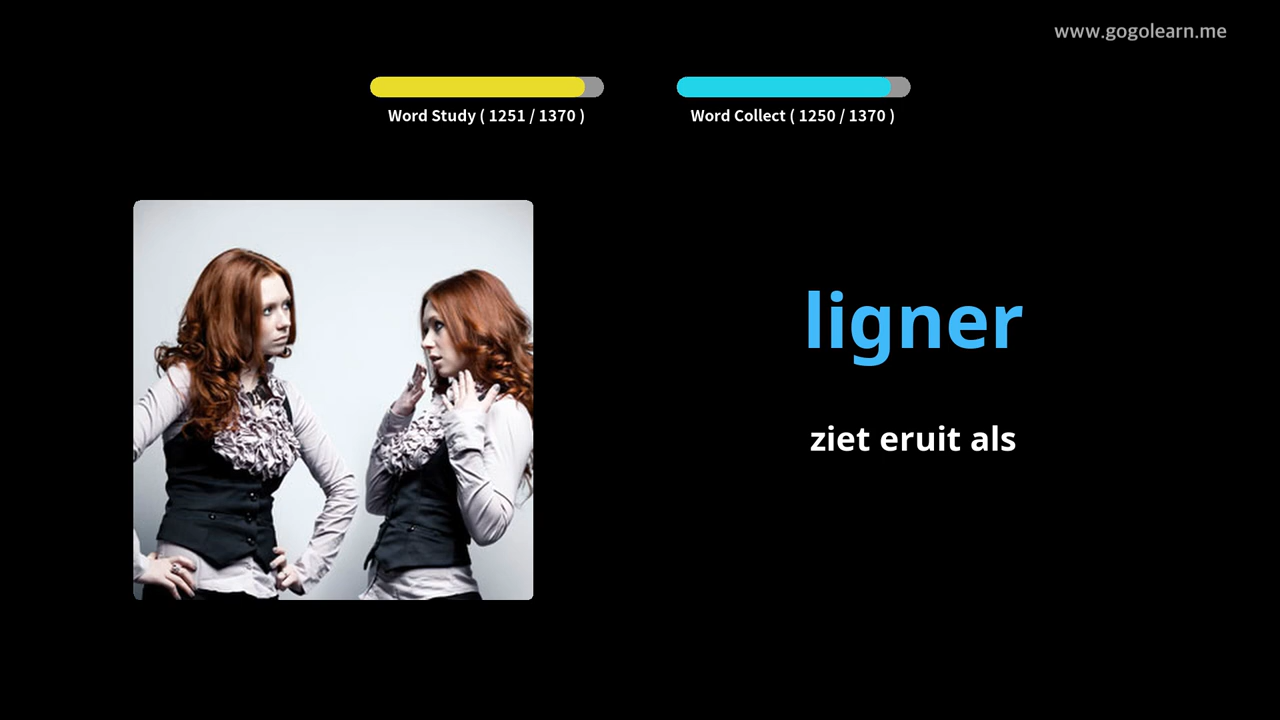 www.gogolearn.me
Word Study ( 1251 / 1370 )
Word Collect ( 1250 / 1370 )
ligner
ziet eruit als